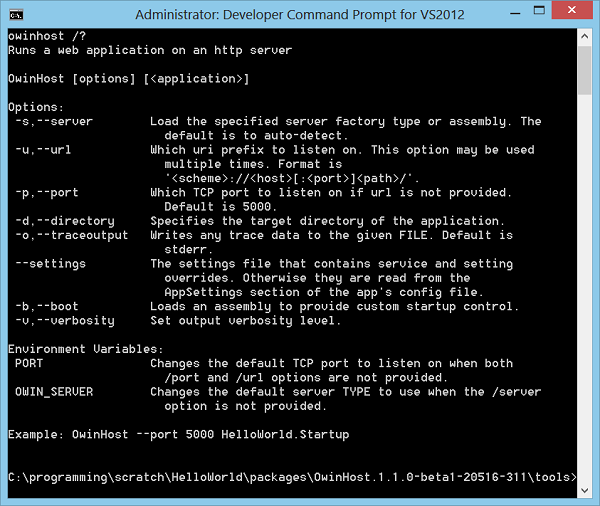 Administrator: Developer Command Prompt for VS2012
owinhost /?
Runs a web application on an http server
OwinHost [options] [<application>]
Options:
-s,--server Load the specified server factory type or assembly. The
default is to auto-detect.
-u,--url Which uri prefix to listen on. This option may be used
multiple times. Format is
'<scheme>://<host>[:<port>]<path>/'.
-p,--port Which TCP port to listen on if url is not provided.
Default is 5000.
-d,--directory Specifies the target directory of the application.
-o,--traceoutput Writes any trace data to the given FILE. Default is
stderr.
--settings The settings file that contains service and setting
overrides. Otherwise they are read from the
AppSettings section of the app's config file.
-b,--boot Loads an assembly to provide custom startup control.
-v,--verbosity Set output verbosity level.
Environment Variables:
PORT Changes the default TCP port to listen on when both
/port and /url options are not provided.
OWIN_SERVER Changes the default server TYPE to use when the /server
option is not provided.
Example: OwinHost --port 5000 HelloWorld.Startup
C:\programming\scratch\HelloWorld\packages\OwinHost.1.1.0-beta1-20516-311\tools>